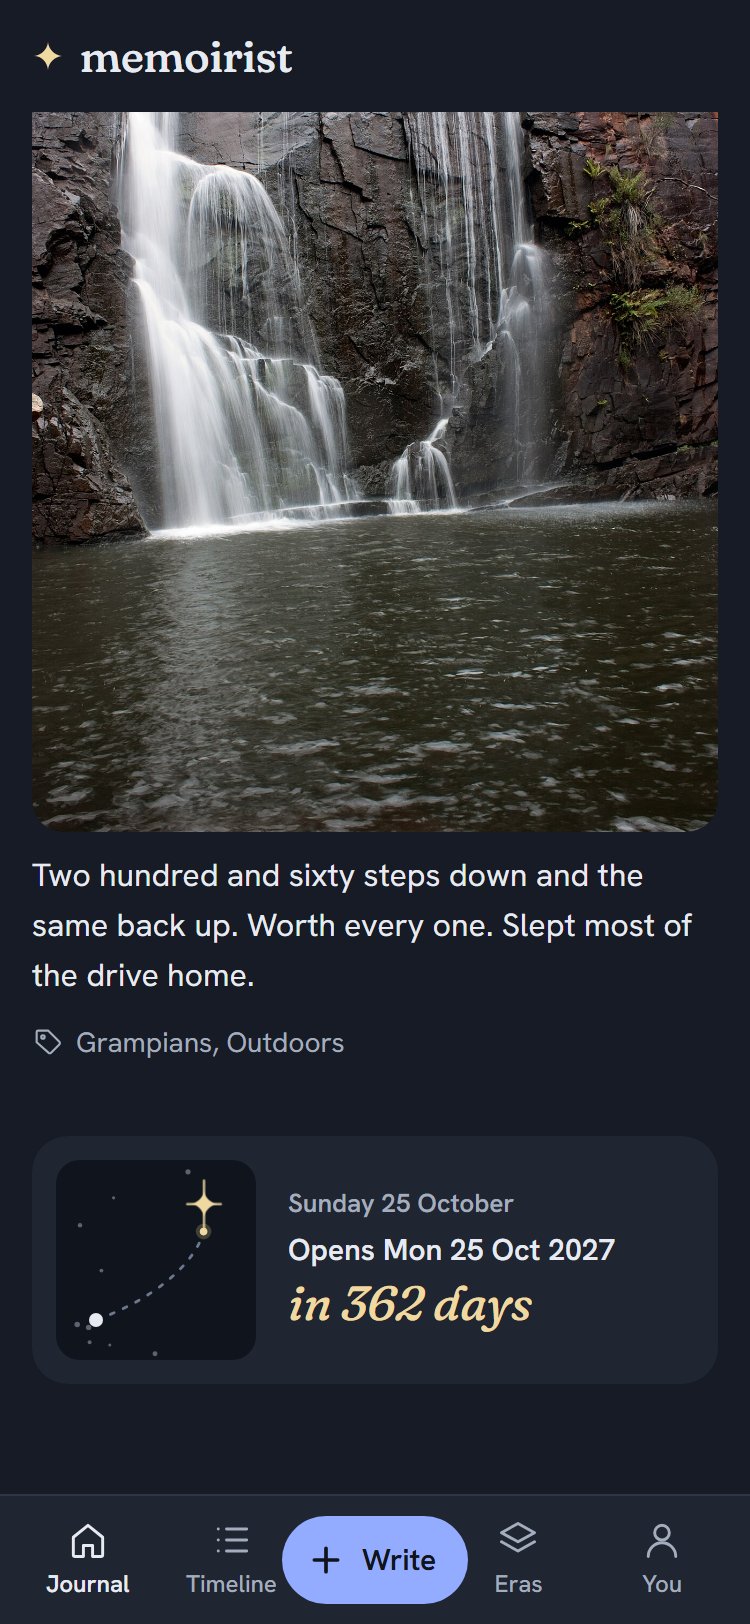 memoirist
Two hundred and sixty steps down and the
same back up. Worth every one. Slept most of
the drive home.
Grampians, Outdoors
Sunday 25 October
Opens Mon 25 Oct 2027
in 362 days
Journal
Timeline
Write
Eras
You